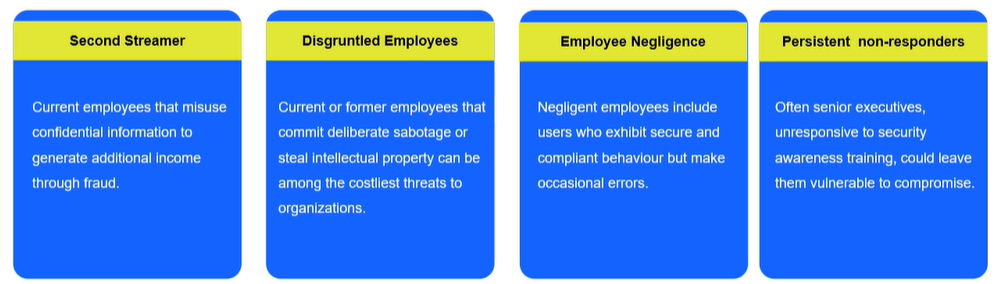 Second Streamer
Current employees that misuse
confidential information to
generate additional income
through fraud.
Disgruntled Employees
Current or former employees that
commit deliberate sabotage or
steal intellectual property can be
among the costliest threats to
organizations.
Employee Negligence
Negligent employees include
users who exhibit secure and
compliant behaviour but make
occasional errors.
Persistent non-responders
Often senior executives,
unresponsive to security
awareness training, could leave
them vulnerable to compromise.